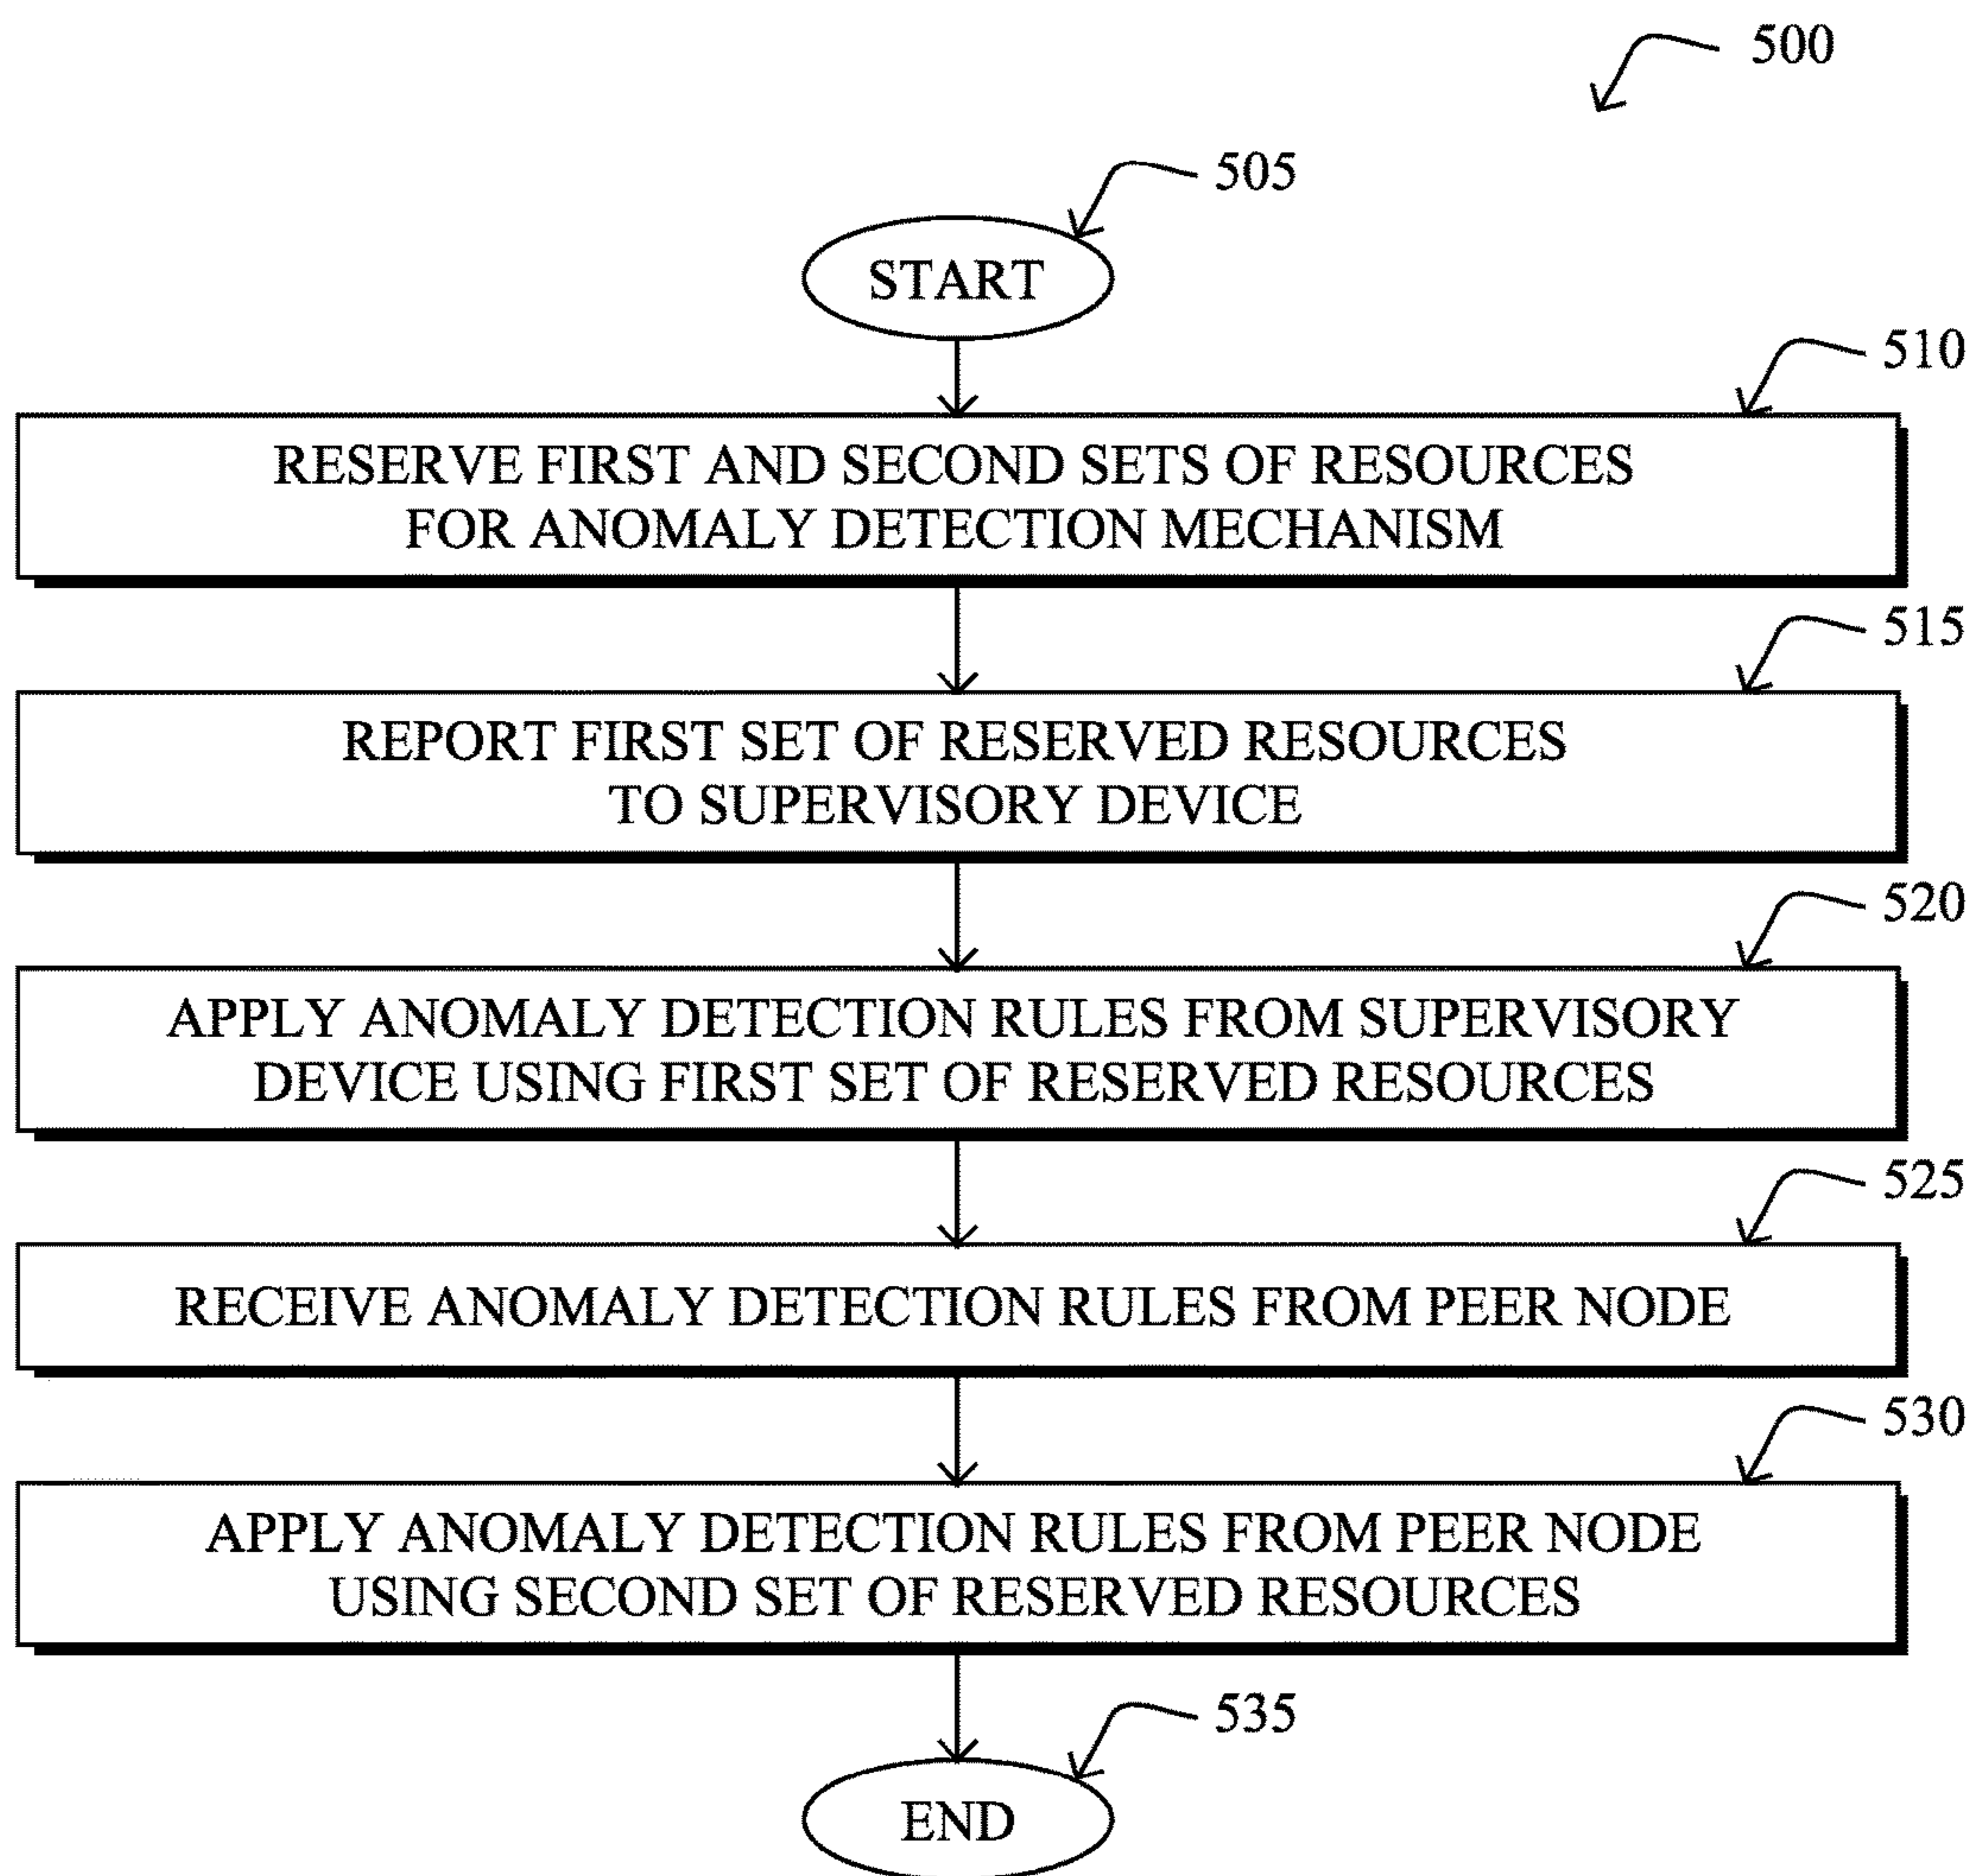 500
505
START
510
RESERVE FIRST AND SECOND SETS OF RESOURCES
FOR ANOMALY DETECTION MECHANISM
515
REPORT FIRST SET OF RESERVED RESOURCES
TO SUPERVISORY DEVICE
520
APPLY ANOMALY DETECTION RULES FROM SUPERVISORY
DEVICE USING FIRST SET OF RESERVED RESOURCES
525
RECEIVE ANOMALY DETECTION RULES FROM PEER NODE
530
APPLY ANOMALY DETECTION RULES FROM PEER NODE
USING SECOND SET OF RESERVED RESOURCES
535
END